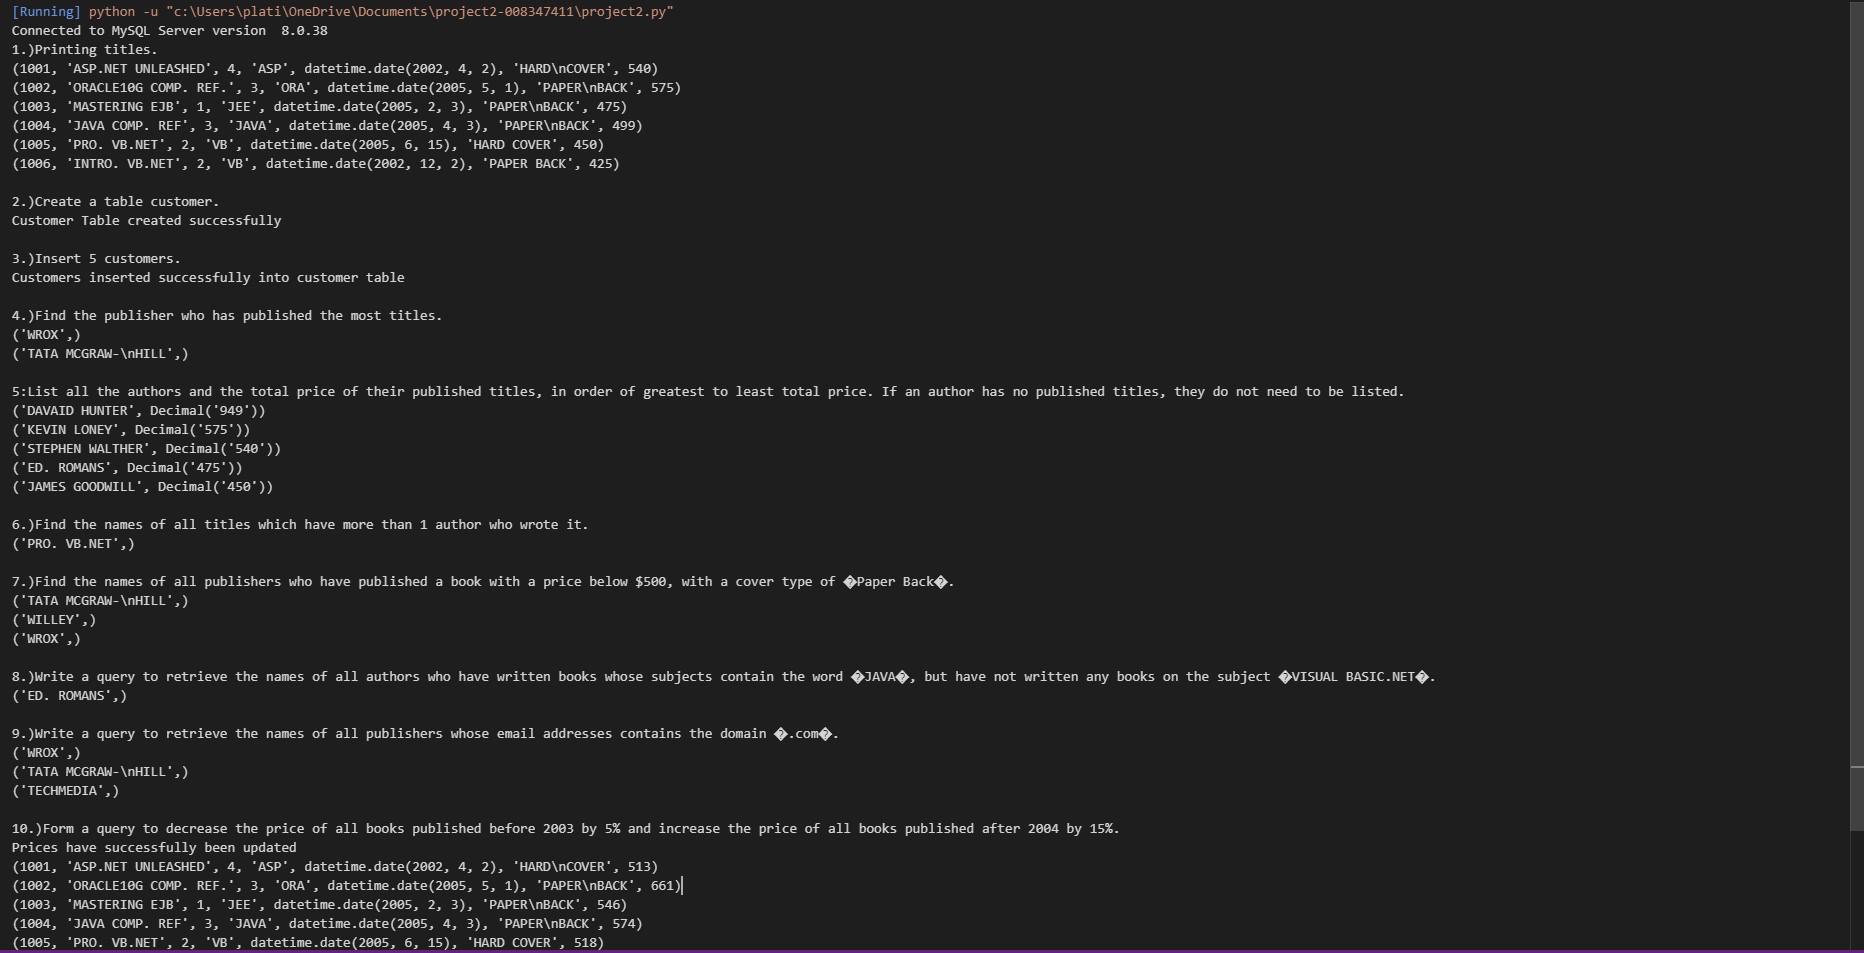 [Running] python -u "c:\Users\plati\OneDrive\Documents\project2-008347411\project2.py"
Connected to MySQL Server version  8.0.38
1.)Printing titles.
(1001, 'ASP.NET UNLEASHED', 4, 'ASP', datetime.date(2002, 4, 2), 'HARD\nCOVER', 540)
(1002, 'ORACLE10G COMP. REF.', 3, 'ORA', datetime.date(2005, 5, 1), 'PAPER\nBACK', 575)
(1003, 'MASTERING EJB', 1, 'JEE', datetime.date(2005, 2, 3), 'PAPER\nBACK', 475)
(1004, 'JAVA COMP. REF', 3, 'JAVA', datetime.date(2005, 4, 3), 'PAPER\nBACK', 499)
(1005, 'PRO. VB.NET', 2, 'VB', datetime.date(2005, 6, 15), 'HARD COVER', 450)
(1006, 'INTRO. VB.NET', 2, 'VB', datetime.date(2002, 12, 2), 'PAPER BACK', 425)

2.)Create a table customer.
Customer Table created successfully

3.)Insert 5 customers.
Customers inserted successfully into customer table

4.)Find the publisher who has published the most titles.
('WROX',)
('TATA MCGRAW-\nHILL',)

5:List all the authors and the total price of their published titles, in order of greatest to least total price. If an author has no published titles, they do not need to be listed.
('DAVAID HUNTER', Decimal('949'))
('KEVIN LONEY', Decimal('575'))
('STEPHEN WALTHER', Decimal('540'))
('ED. ROMANS', Decimal('475'))
('JAMES GOODWILL', Decimal('450'))

6.)Find the names of all titles which have more than 1 author who wrote it.
('PRO. VB.NET',)

7.)Find the names of all publishers who have published a book with a price below $500, with a cover type of �Paper Back�.
('TATA MCGRAW-\nHILL',)
('WILLEY',)
('WROX',)

8.)Write a query to retrieve the names of all authors who have written books whose subjects contain the word �JAVA�, but have not written any books on the subject �VISUAL BASIC.NET�.
('ED. ROMANS',)

9.)Write a query to retrieve the names of all publishers whose email addresses contains the domain �.com�.
('WROX',)
('TATA MCGRAW-\nHILL',)
('TECHMEDIA',)

10.)Form a query to decrease the price of all books published before 2003 by 5% and increase the price of all books published after 2004 by 15%.
Prices have successfully been updated
(1001, 'ASP.NET UNLEASHED', 4, 'ASP', datetime.date(2002, 4, 2), 'HARD\nCOVER', 513)
(1002, 'ORACLE10G COMP. REF.', 3, 'ORA', datetime.date(2005, 5, 1), 'PAPER\nBACK', 661)
(1003, 'MASTERING EJB', 1, 'JEE', datetime.date(2005, 2, 3), 'PAPER\nBACK', 546)
(1004, 'JAVA COMP. REF', 3, 'JAVA', datetime.date(2005, 4, 3), 'PAPER\nBACK', 574)
(1005, 'PRO. VB.NET', 2, 'VB', datetime.date(2005, 6, 15), 'HARD COVER', 518)